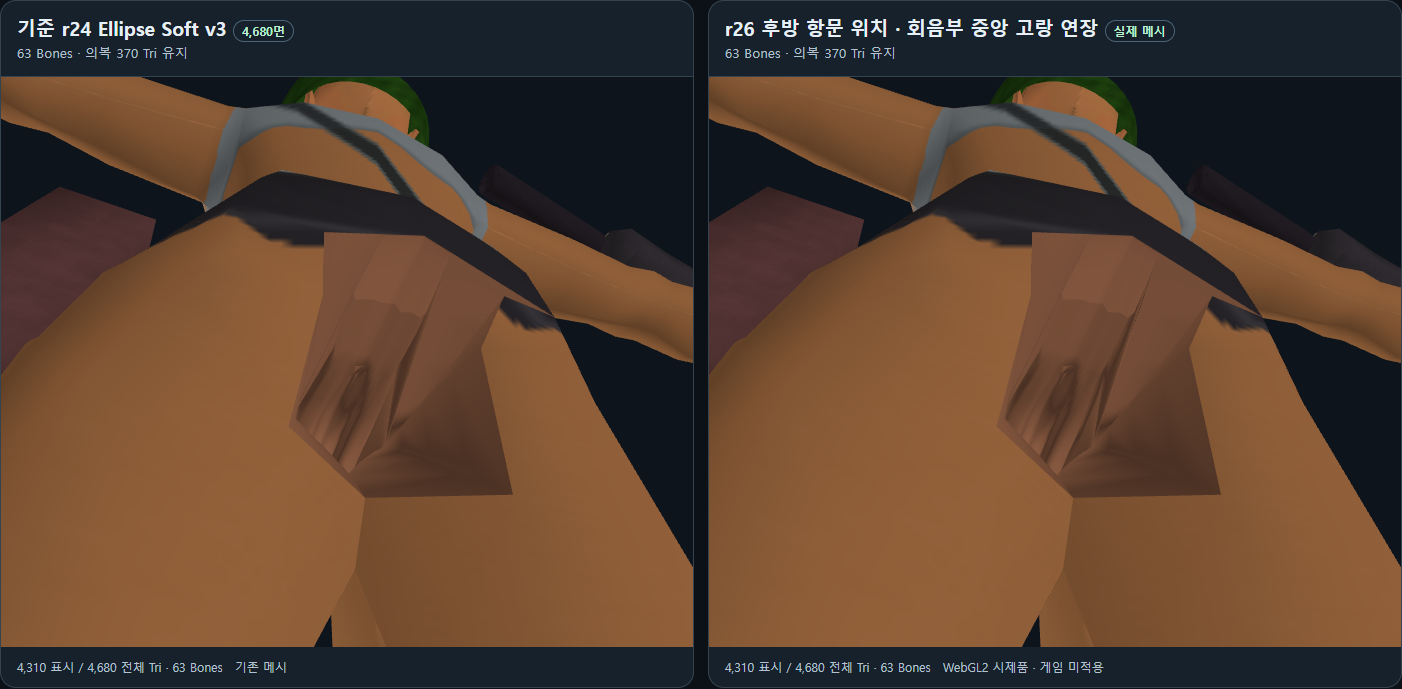 기준 r24 Ellipse Soft v3 4,680면
63 Bones · 의복 370 Tri 유지
4,310 표시 / 4,680 전체 Tri · 63 Bones 기존 메시
r26 후방 항문 위치 · 회음부 중앙 고랑 연장 실제 메시
63 Bones · 의복 370 Tri 유지
4,310 표시 / 4,680 전체 Tri · 63 Bones WebGL2 시제품 · 게임 미적용